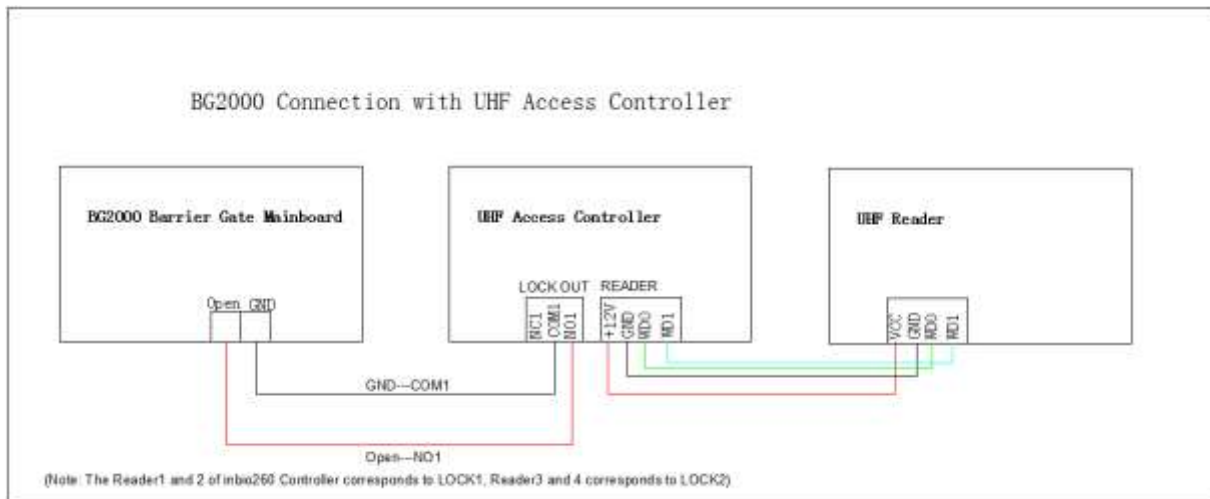 BG2000 Connection with UHF Access Controller
BG2000 Barrier Gate Mainboard
UHF Access Controller
UHF Reader
Open GND
LOCK OUT READER
NC1
COM1
NO1
+12V
GND
WD0
WD1
VCC
GND
WD0
WD1
GND---COM1
Open---NO1
(Note: The Reader1 and 2 of inbio260 Controller corresponds to LOCK1, Reader3 and 4 corresponds to LOCK2)